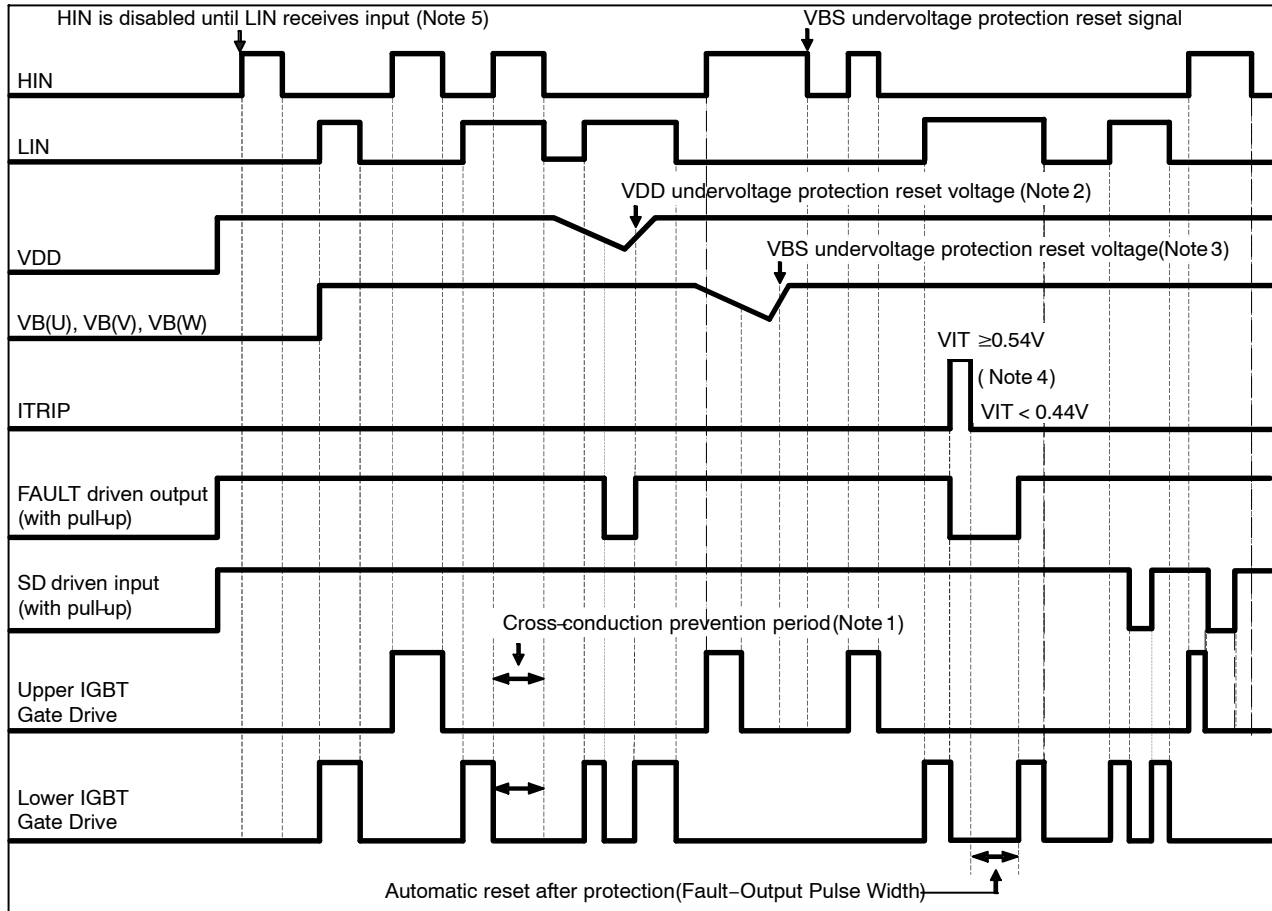 HIN is disabled until LIN receives input (Note 5)
VBS undervoltage protection reset signal
HIN
LIN
VDD undervoltage protection reset voltage (Note 2)
VDD
VBS undervoltage protection reset voltage(Note 3)
VB(U), VB(V), VB(W)
VIT ≥0.54V
( Note 4)
ITRIP
VIT < 0.44V
FAULT driven output
(with pull-up)
SD driven input
(with pull-up)
Cross-conduction prevention period(Note 1)
Upper IGBT
Gate Drive
Lower IGBT
Gate Drive
Automatic reset after protection(Fault-Output Pulse Width)